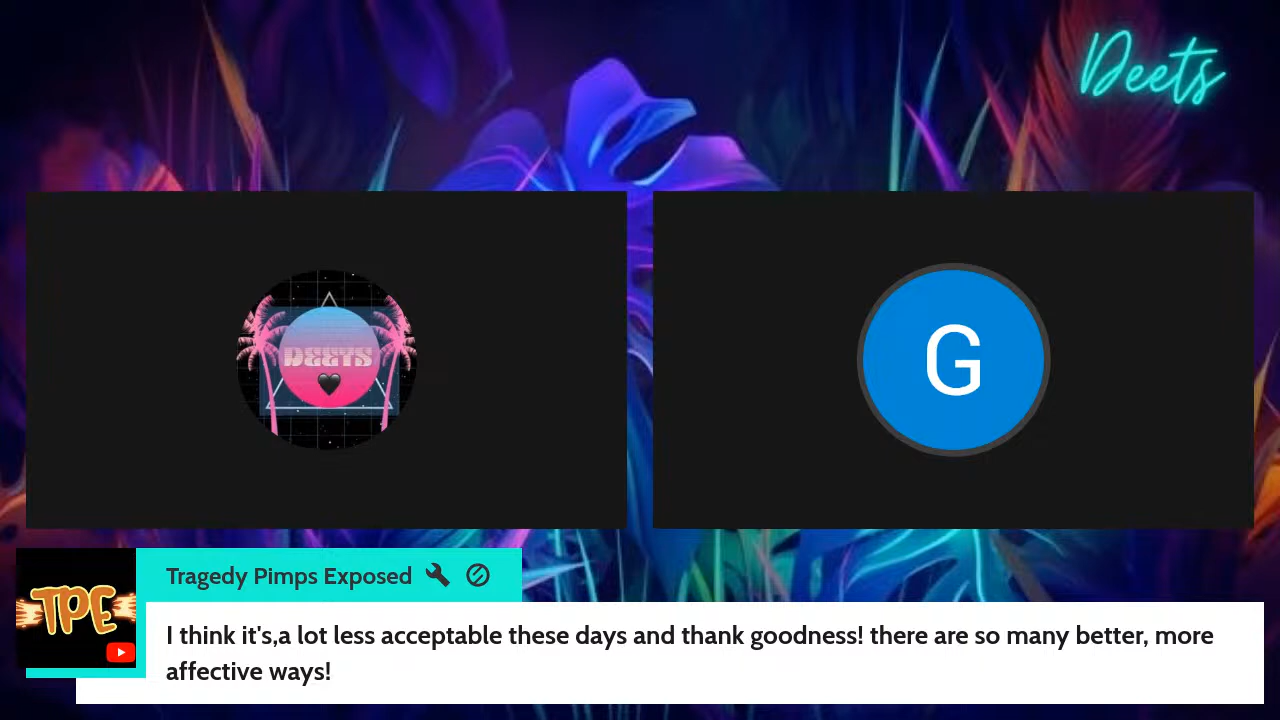 Deets
DEETS
G
TPE
Tragedy Pimps Exposed
I think it's,a lot less acceptable these days and thank goodness! there are so many better, more
affective ways!